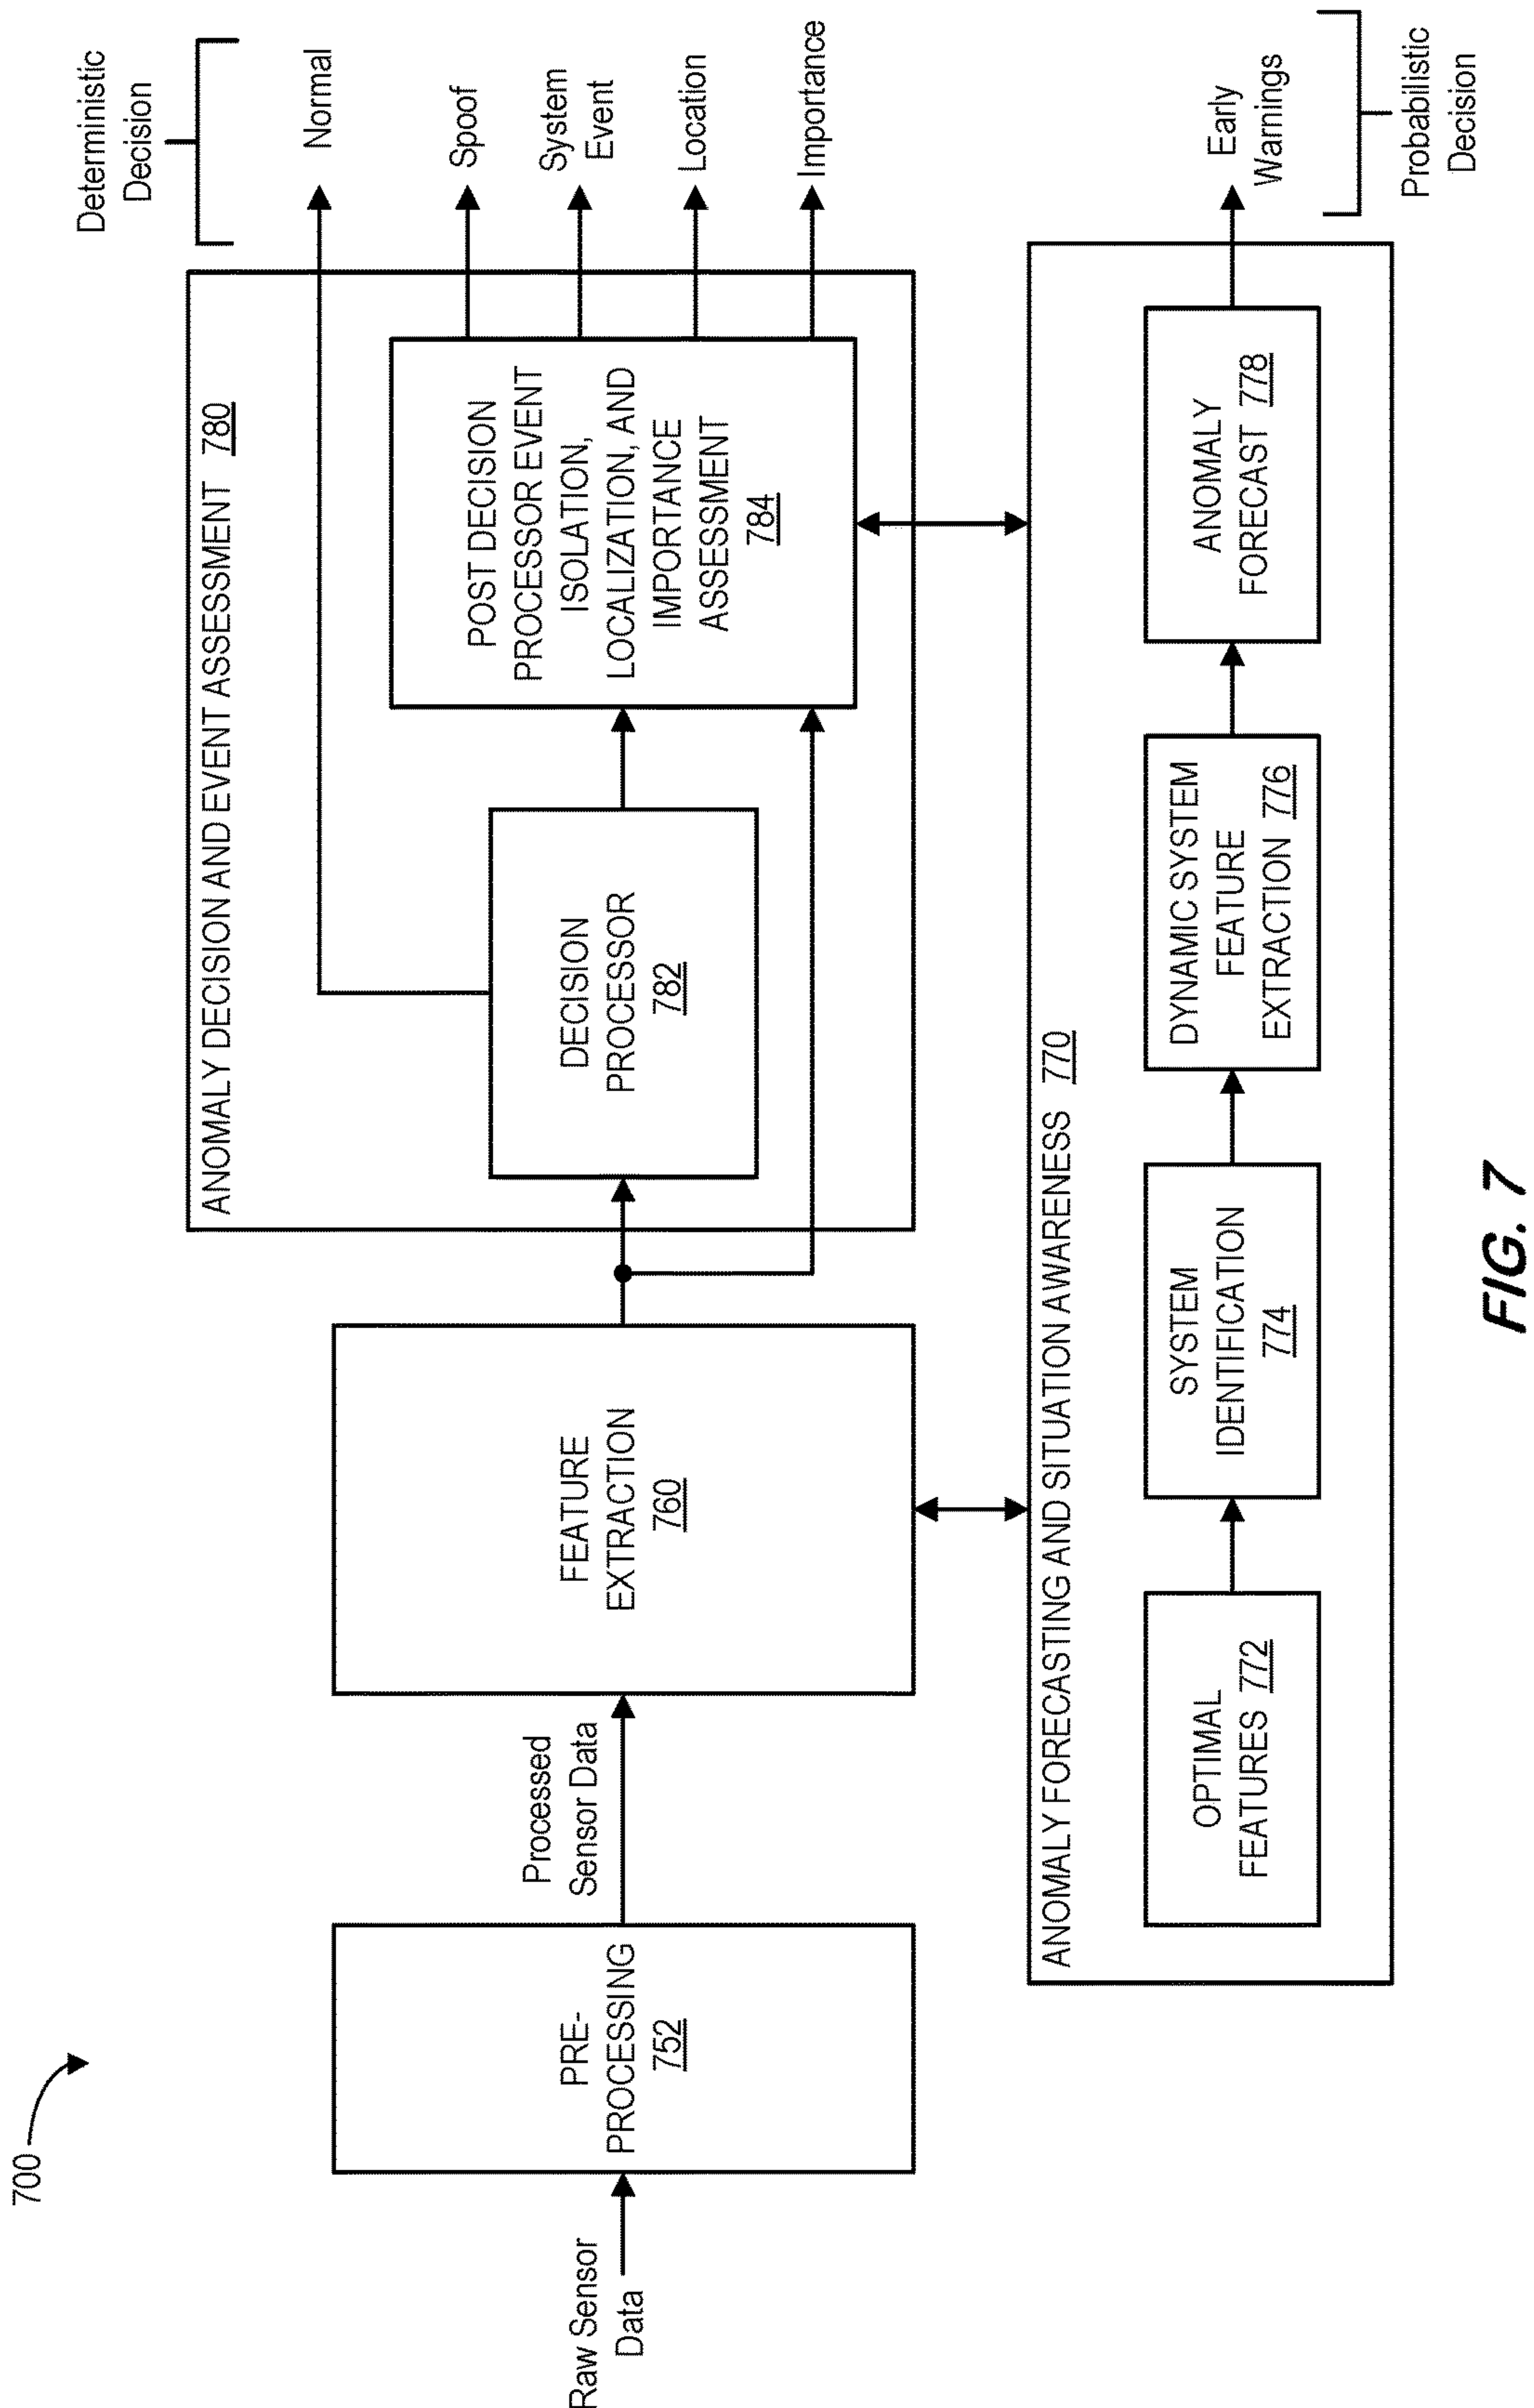 700
Raw Sensor
Data
PRE-
PROCESSING
752
Processed
Sensor Data
FEATURE
EXTRACTION
760
ANOMALY DECISION AND EVENT ASSESSMENT 780
DECISION
PROCESSOR
782
POST DECISION
PROCESSOR EVENT
ISOLATION,
LOCALIZATION, AND
IMPORTANCE
ASSESSMENT
784
Deterministic
Decision
Normal
Spoof
System
Event
Location
Importance
ANOMALY FORECASTING AND SITUATION AWARENESS 770
OPTIMAL
FEATURES 772
SYSTEM
IDENTIFICATION
774
DYNAMIC SYSTEM
FEATURE
EXTRACTION 776
ANOMALY
FORECAST 778
Early
Warnings
Probabilistic
Decision
FIG. 7